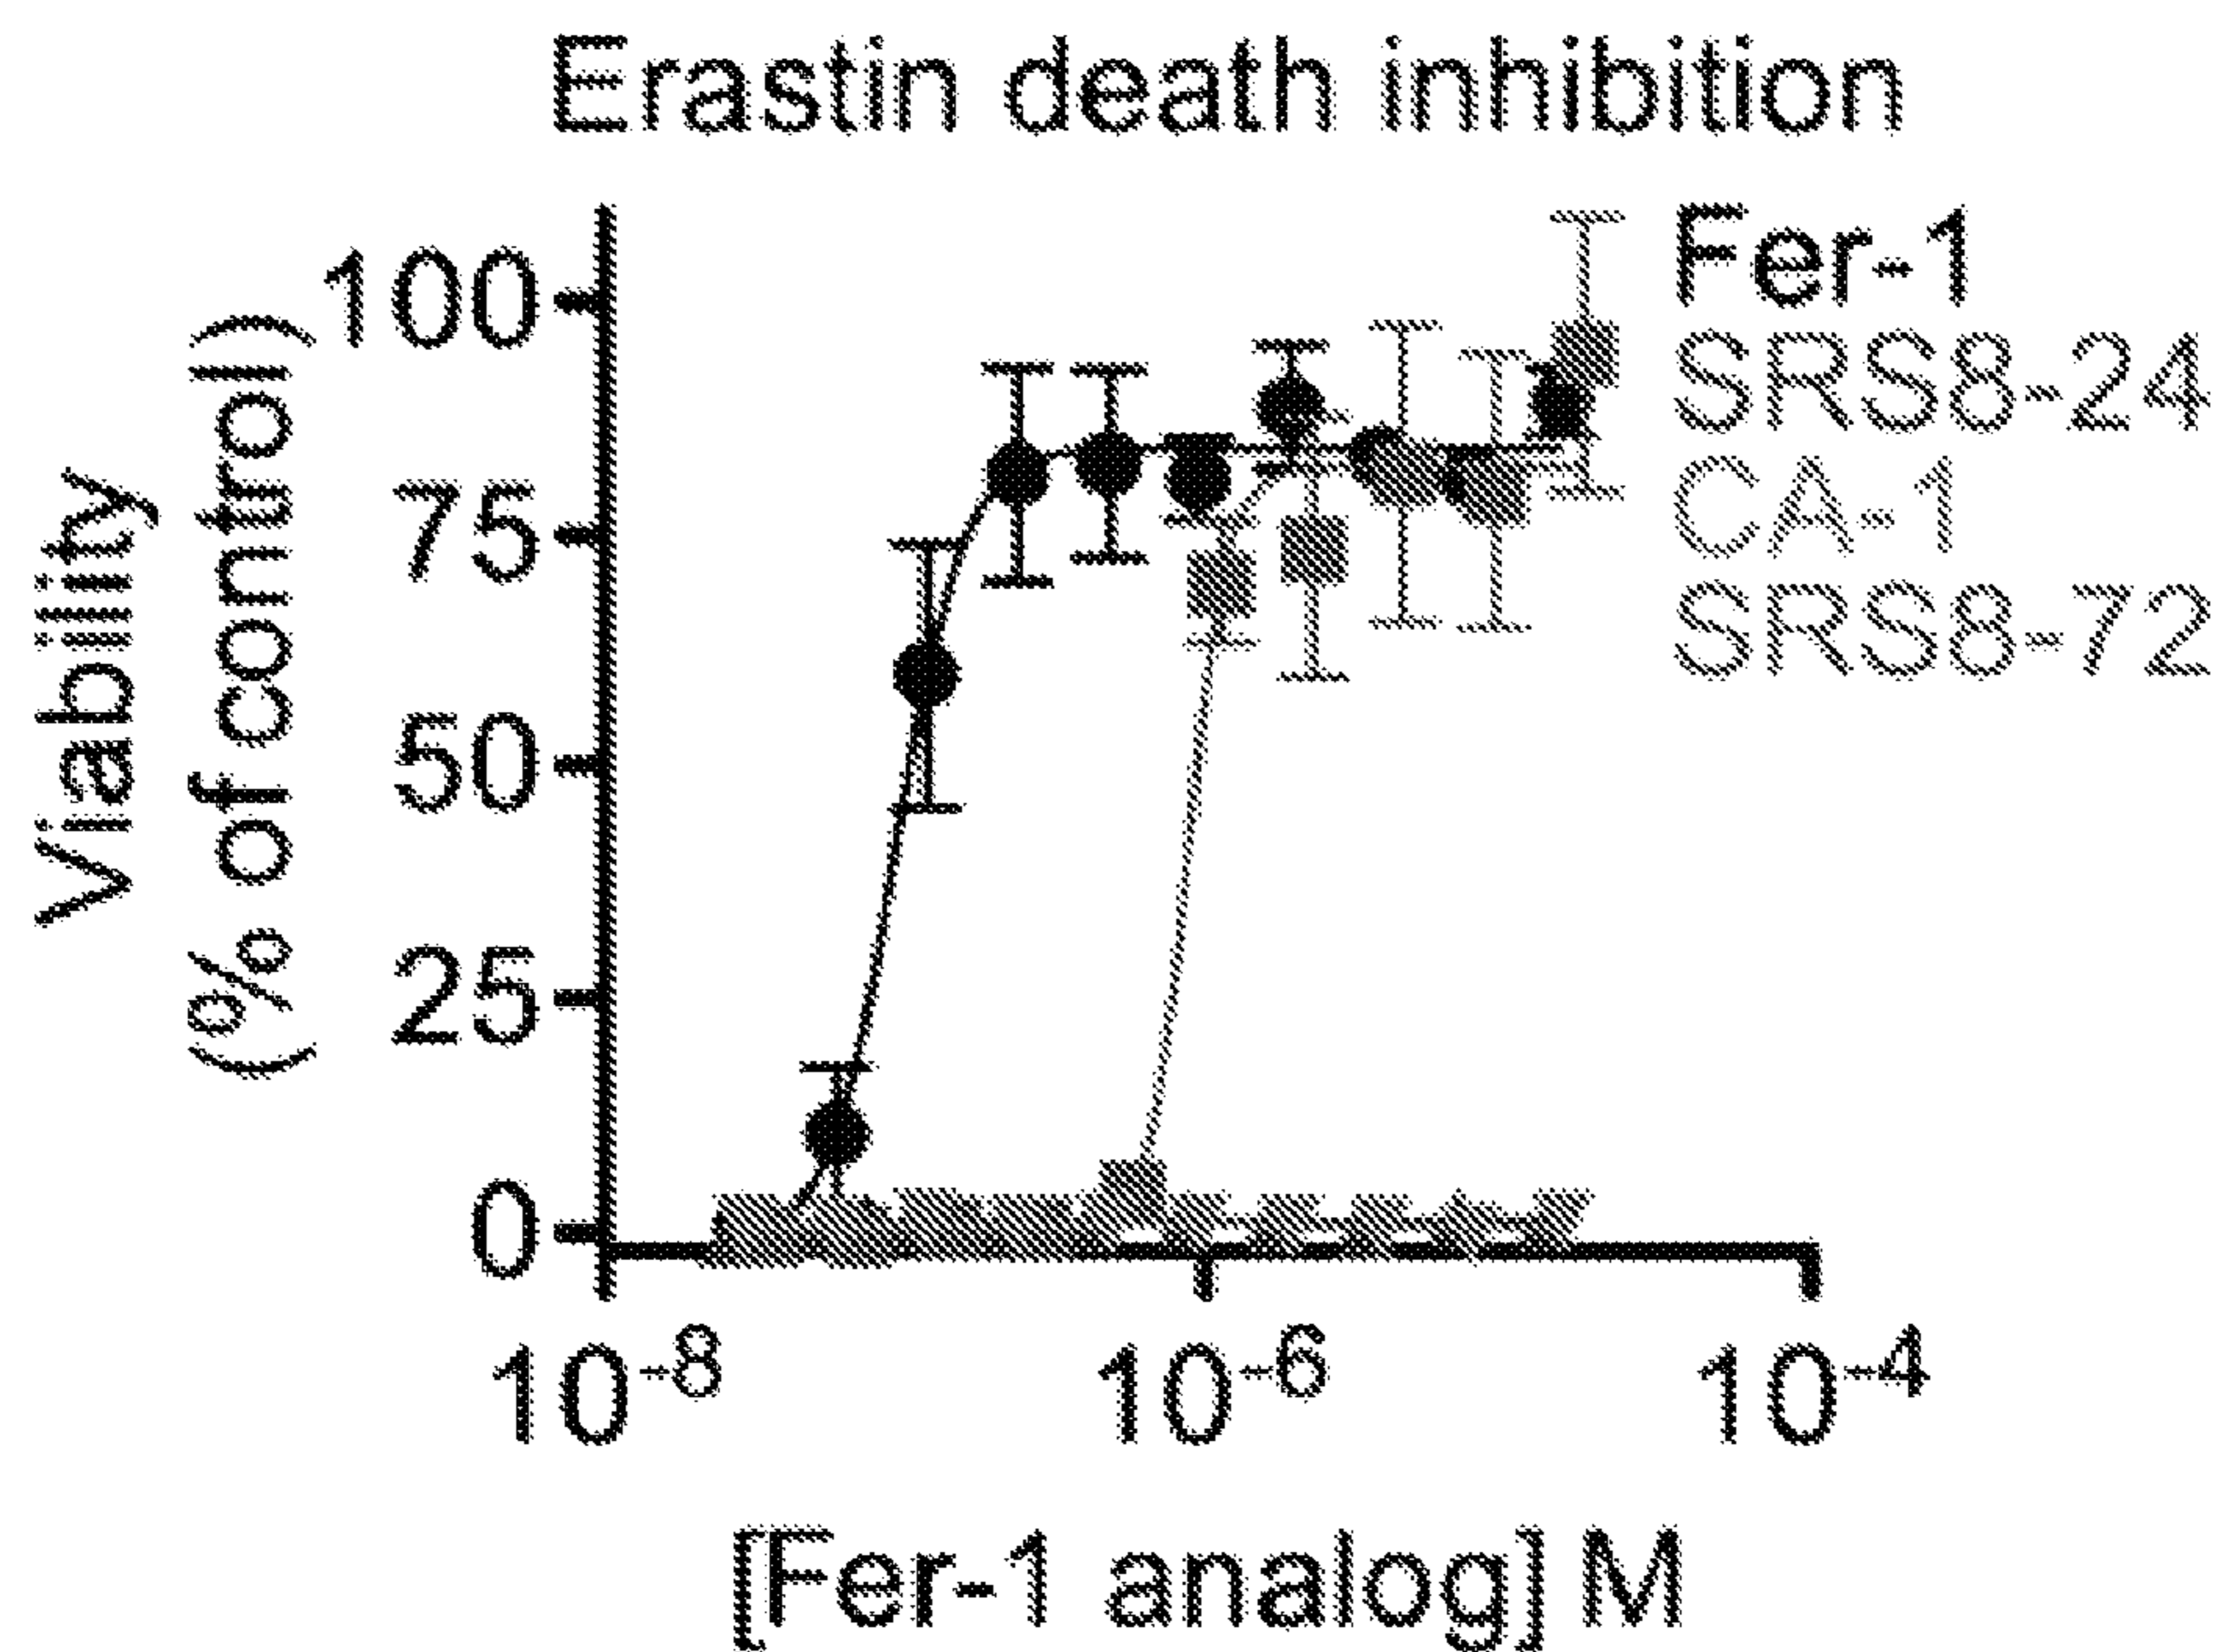 Erastin death inhibition
Viability
(% of control)
100
75
50
25
0
Fer-1
SRS8-24
CA-1
SRS8-72
10-8
10-6
10-4
[Fer-1 analog] M